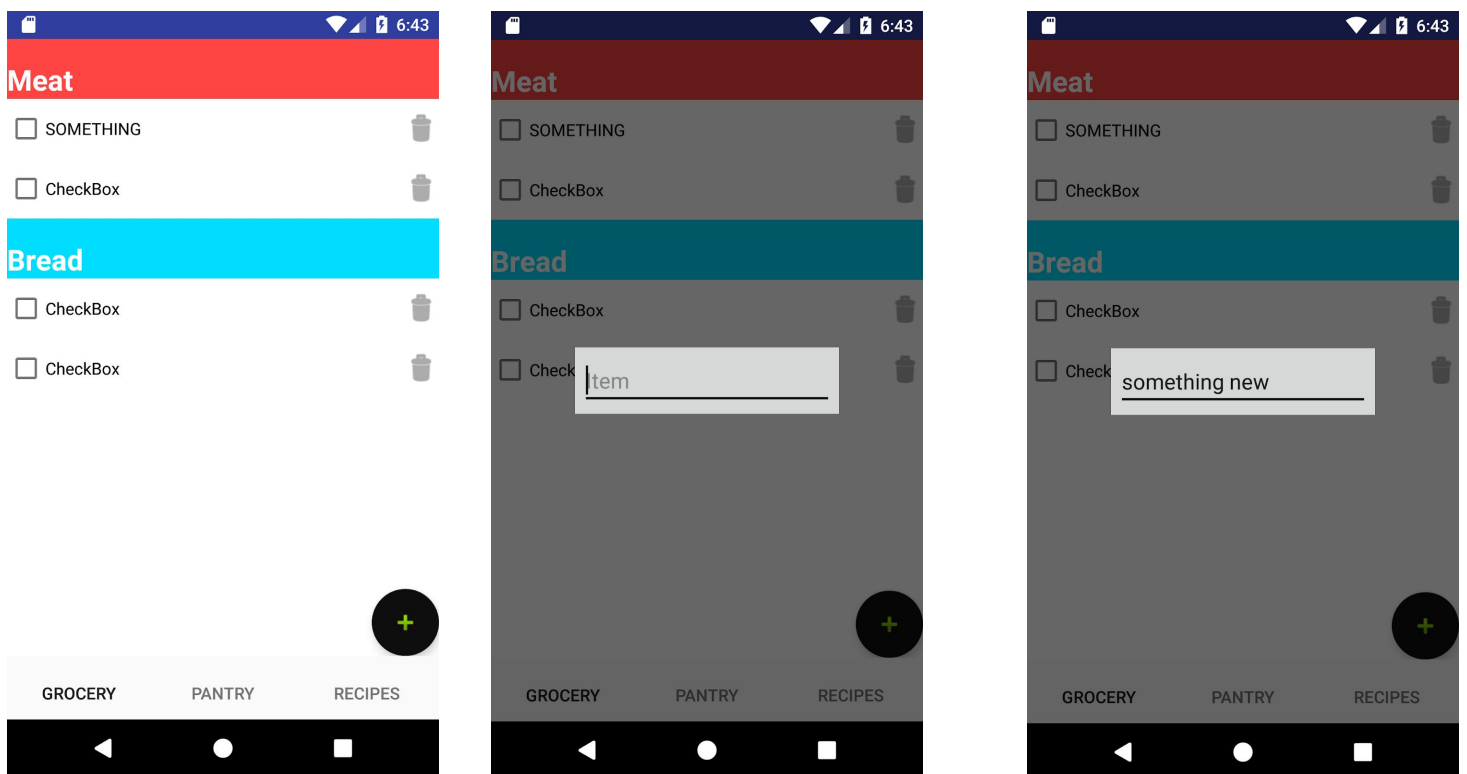 6:43
Meat
SOMETHING
CheckBox
Bread
CheckBox
CheckBox
+
GROCERY PANTRY RECIPES
6:43
Meat
SOMETHING
CheckBox
Bread
CheckBox
Check
Item
+
GROCERY PANTRY RECIPES
6:43
Meat
SOMETHING
CheckBox
Bread
CheckBox
Check
something new
+
GROCERY PANTRY RECIPES